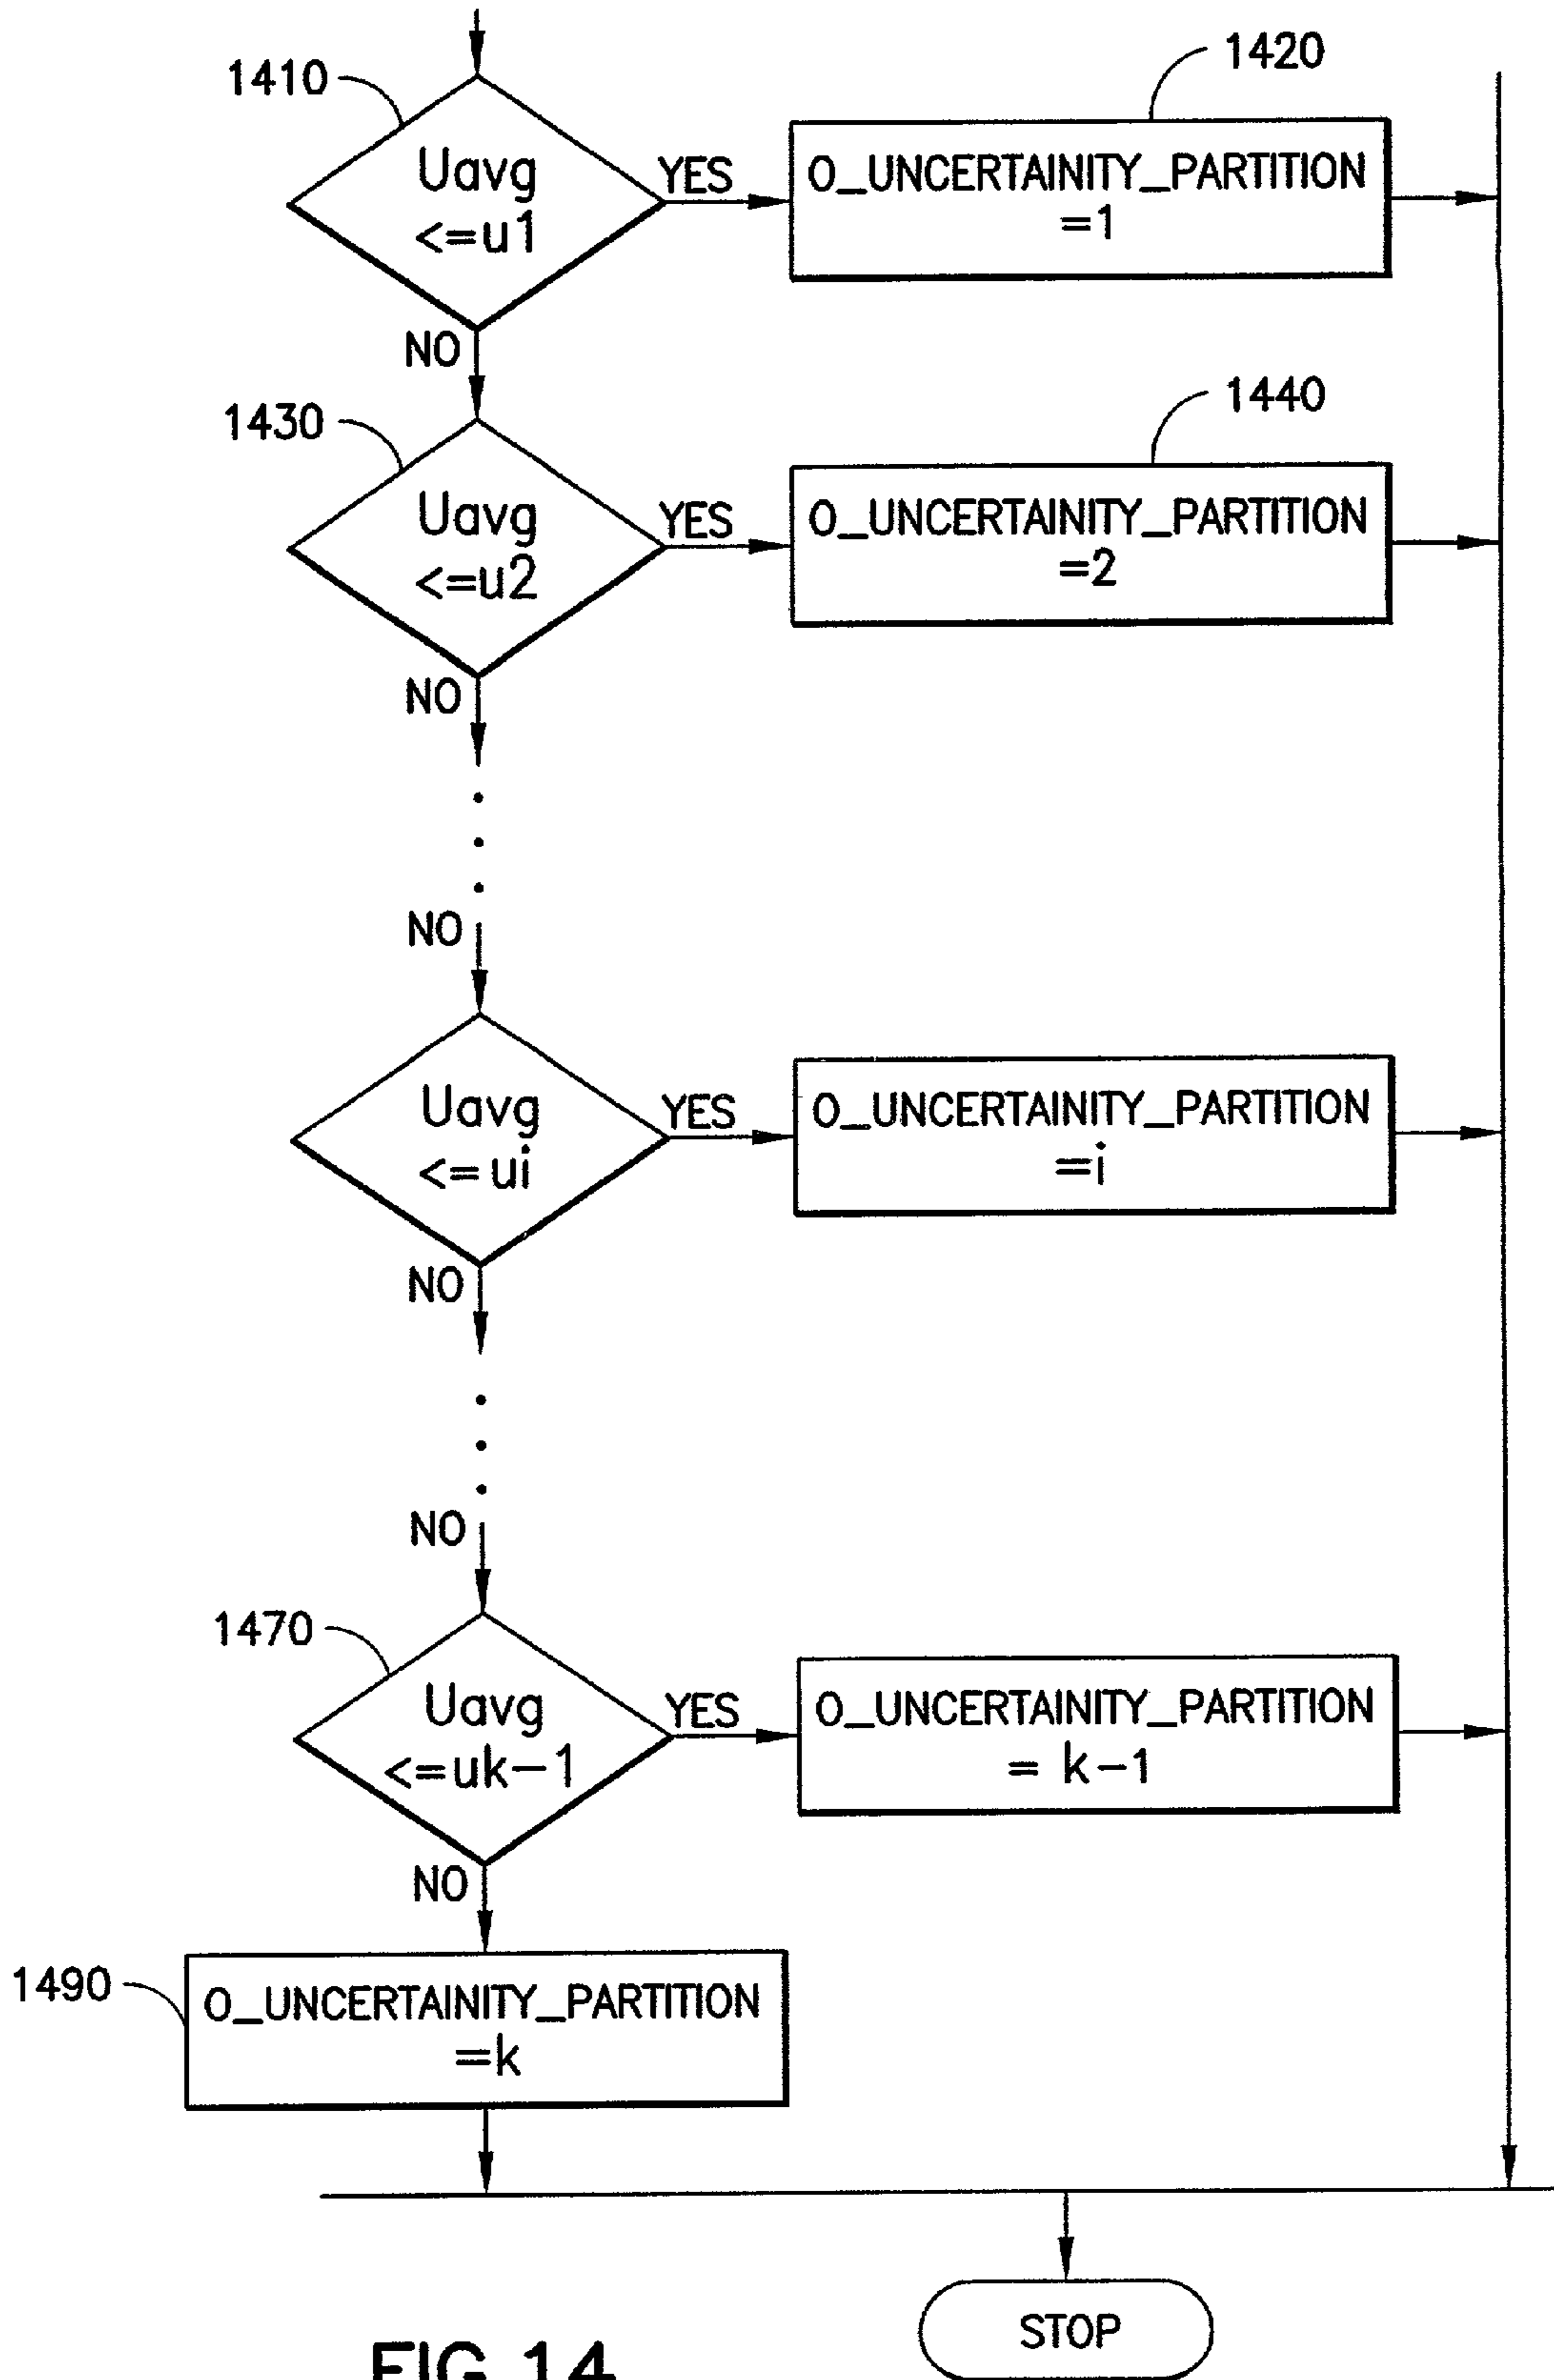 1410
1420
Uavg
<=u1
YES
O_UNCERTAINITY_PARTITION
=1
NO
1430
1440
Uavg
<=u2
YES
O_UNCERTAINITY_PARTITION
=2
NO
NO
Uavg
<=ui
YES
O_UNCERTAINITY_PARTITION
=i
NO
NO
1470
Uavg
<=uk-1
YES
O_UNCERTAINITY_PARTITION
= k-1
NO
1490
O_UNCERTAINITY_PARTITION
=k
STOP
FIG. 14